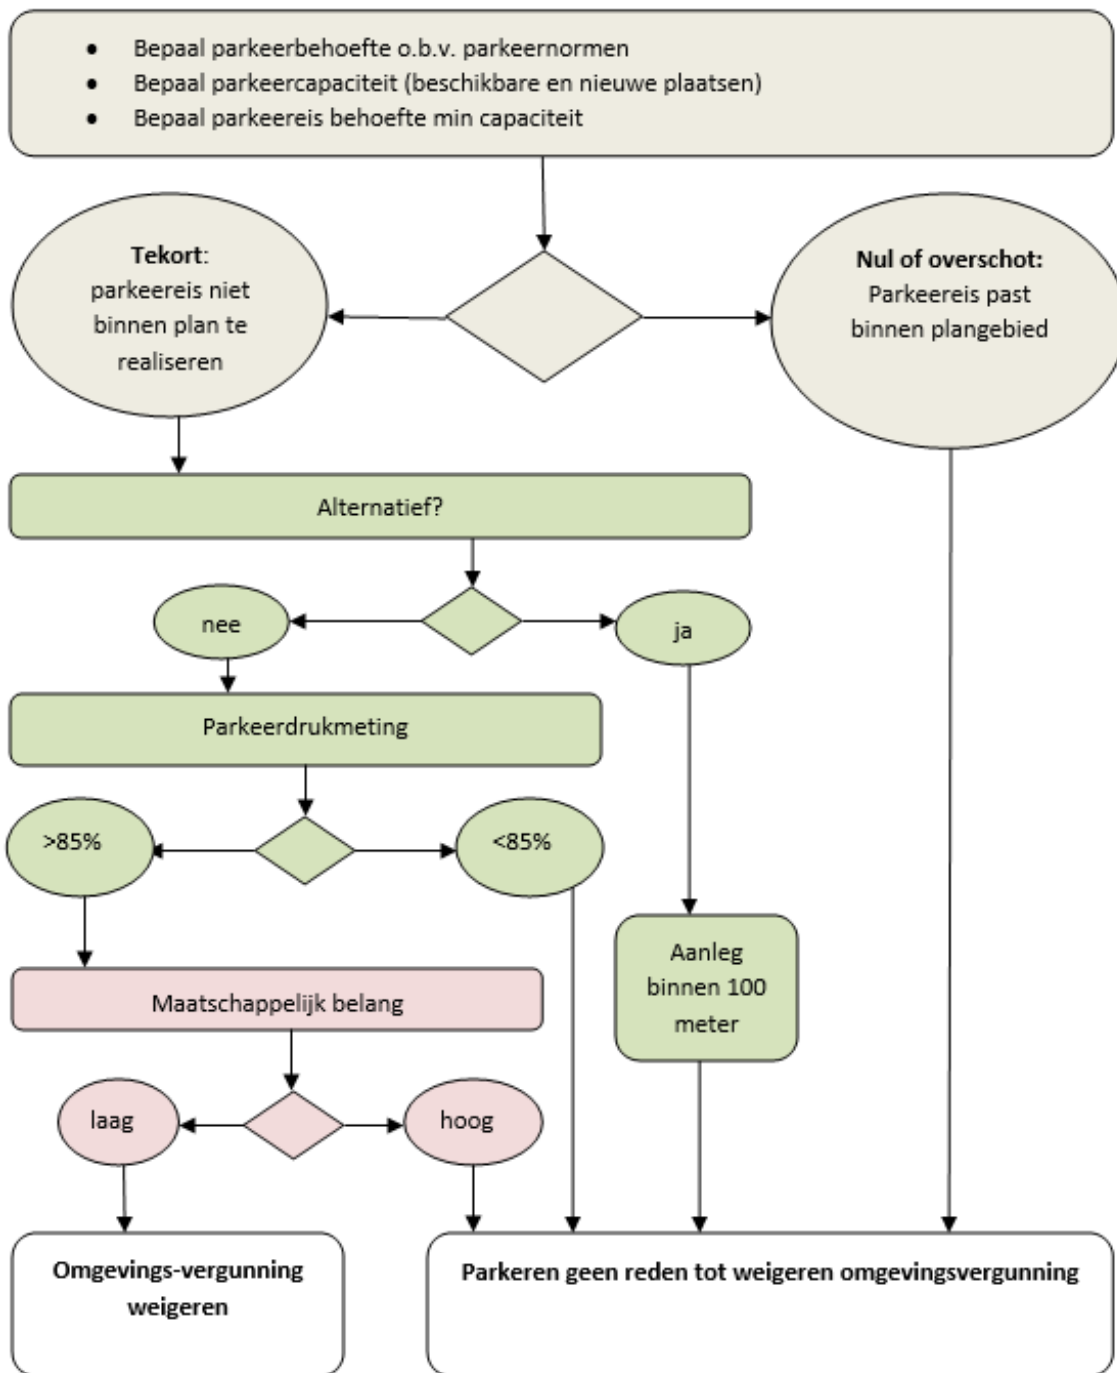 • Bepaal parkeerbehoefte o.b.v. parkeernormen
• Bepaal parkeercapaciteit (beschikbare en nieuwe plaatsen)
• Bepaal parkeereis behoefte min capaciteit
Tekort:
parkeereis niet
binnen plan te
realiseren
Nul of overschot:
Parkeereis past
binnen plangebied
Alternatief?
nee
ja
Parkeerdrukmeting
>85%
<85%
Aanleg
binnen 100
meter
Maatschappelijk belang
laag
hoog
Omgevings-vergunning
weigeren
Parkeren geen reden tot weigeren omgevingsvergunning